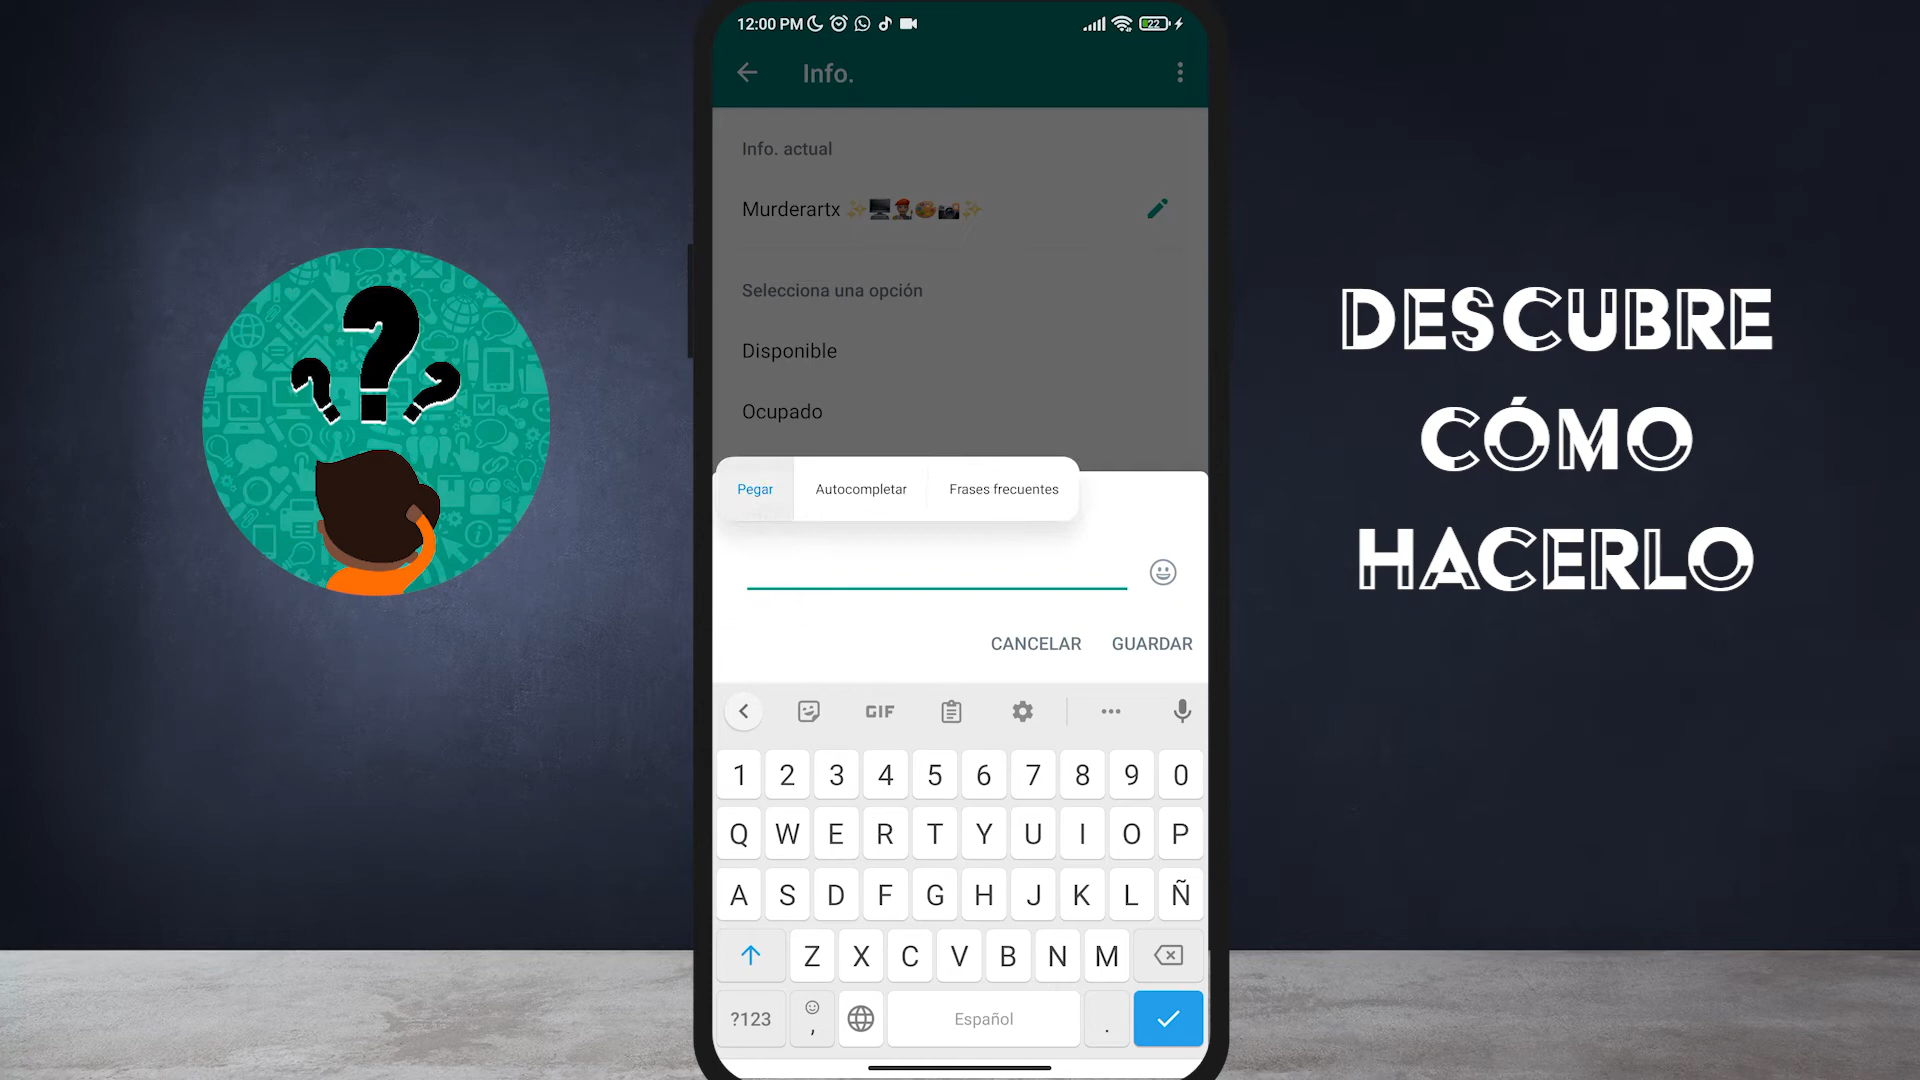 12:00 PM
22
Info.
Info. actual
Murderartx ✨🖥️👨🏼‍🎨🎨📸✨
Selecciona una opción
Disponible
Ocupado
Pegar Autocompletar Frases frecuentes
CANCELAR GUARDAR
GIF
1 2 3 4 5 6 7 8 9 0
Q W E R T Y U I O P
A S D F G H J K L Ñ
Z X C V B N M
?123 , Español .
? ? ?
DESCUBRE
CÓMO
HACERLO